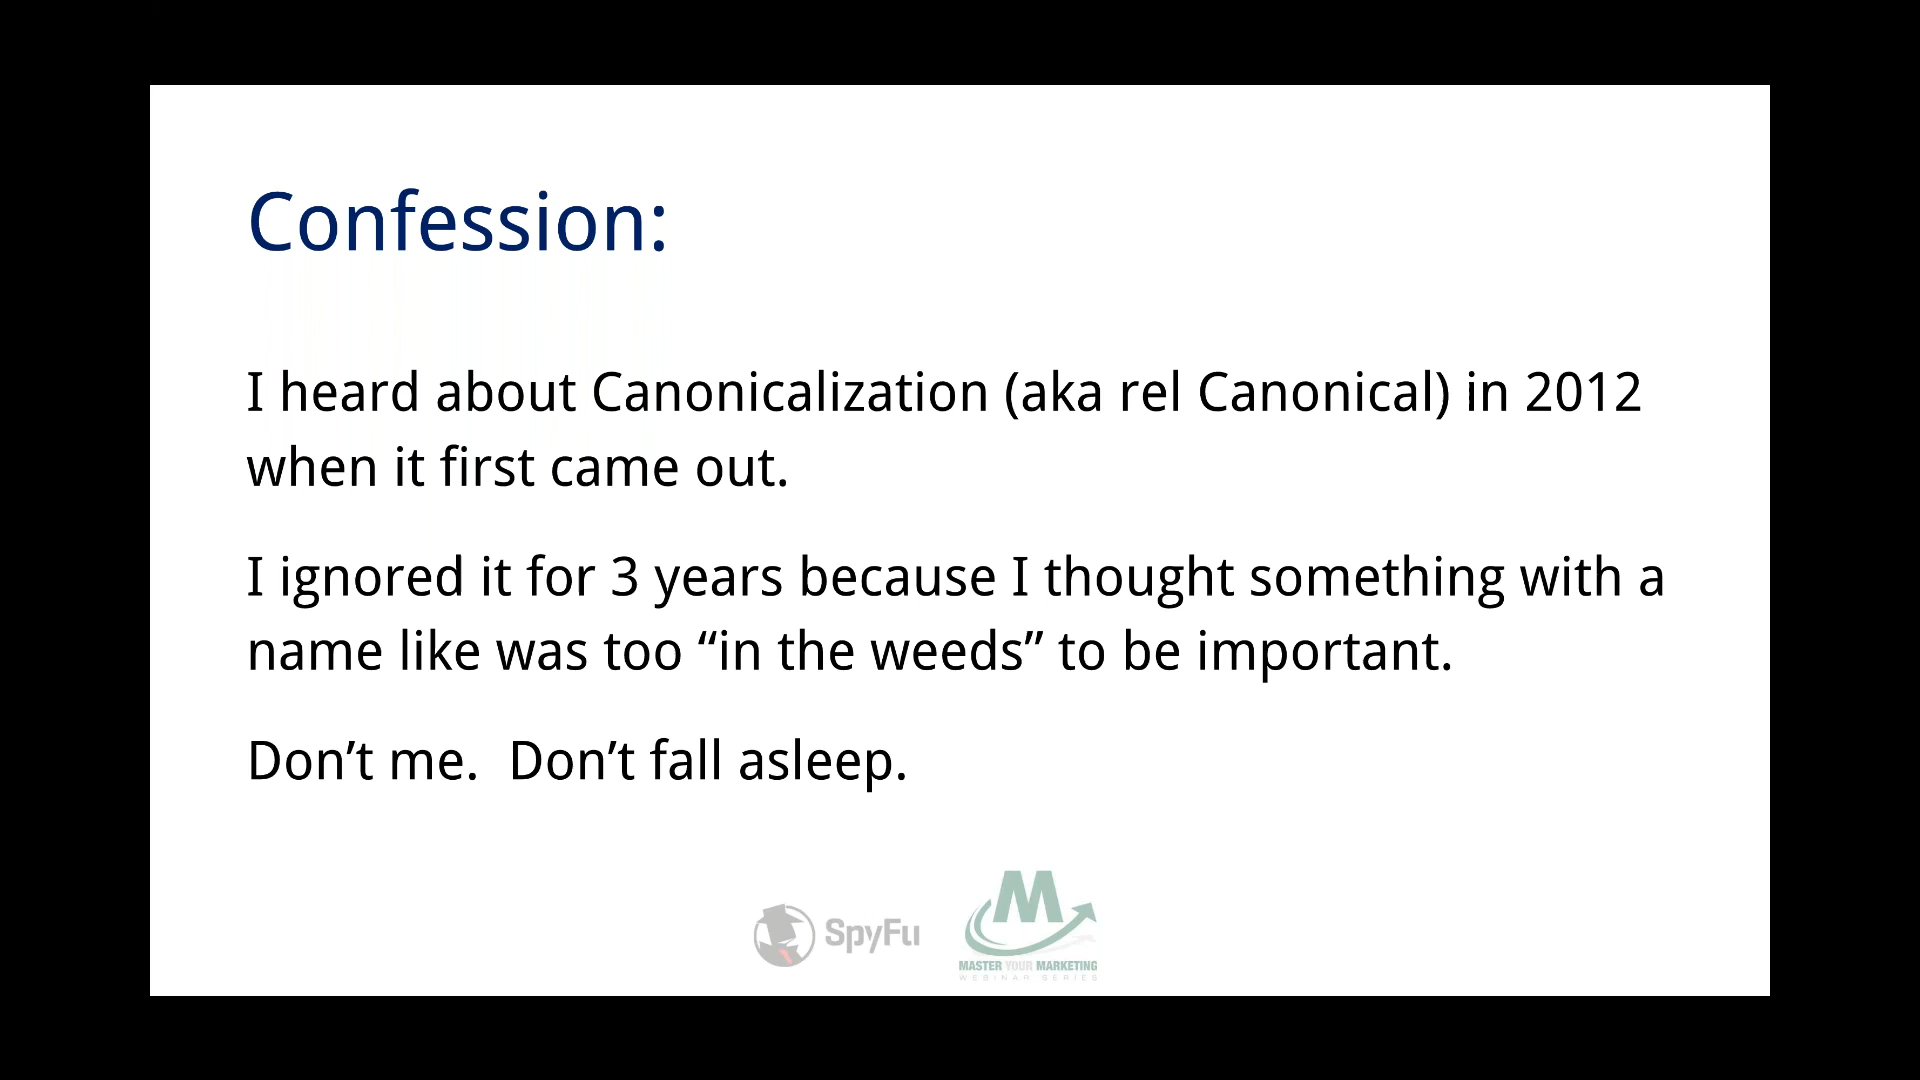 Confession:
I heard about Canonicalization (aka rel Canonical) in 2012
when it first came out.
I ignored it for 3 years because I thought something with a
name like was too “in the weeds” to be important.
Don’t me.  Don’t fall asleep.
SpyFu
M
MASTER YOUR MARKETING
WEBINAR SERIES